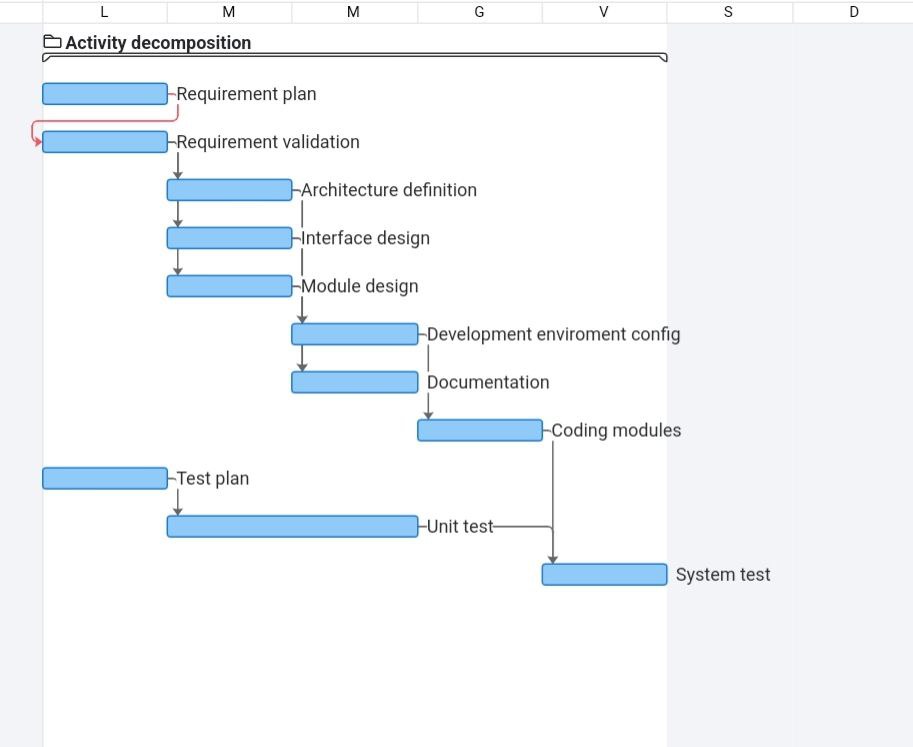 L M M G V S D
Activity decomposition
Requirement plan
Requirement validation
Architecture definition
Interface design
Module design
Development enviroment config
Documentation
Coding modules
Test plan
Unit test
System test